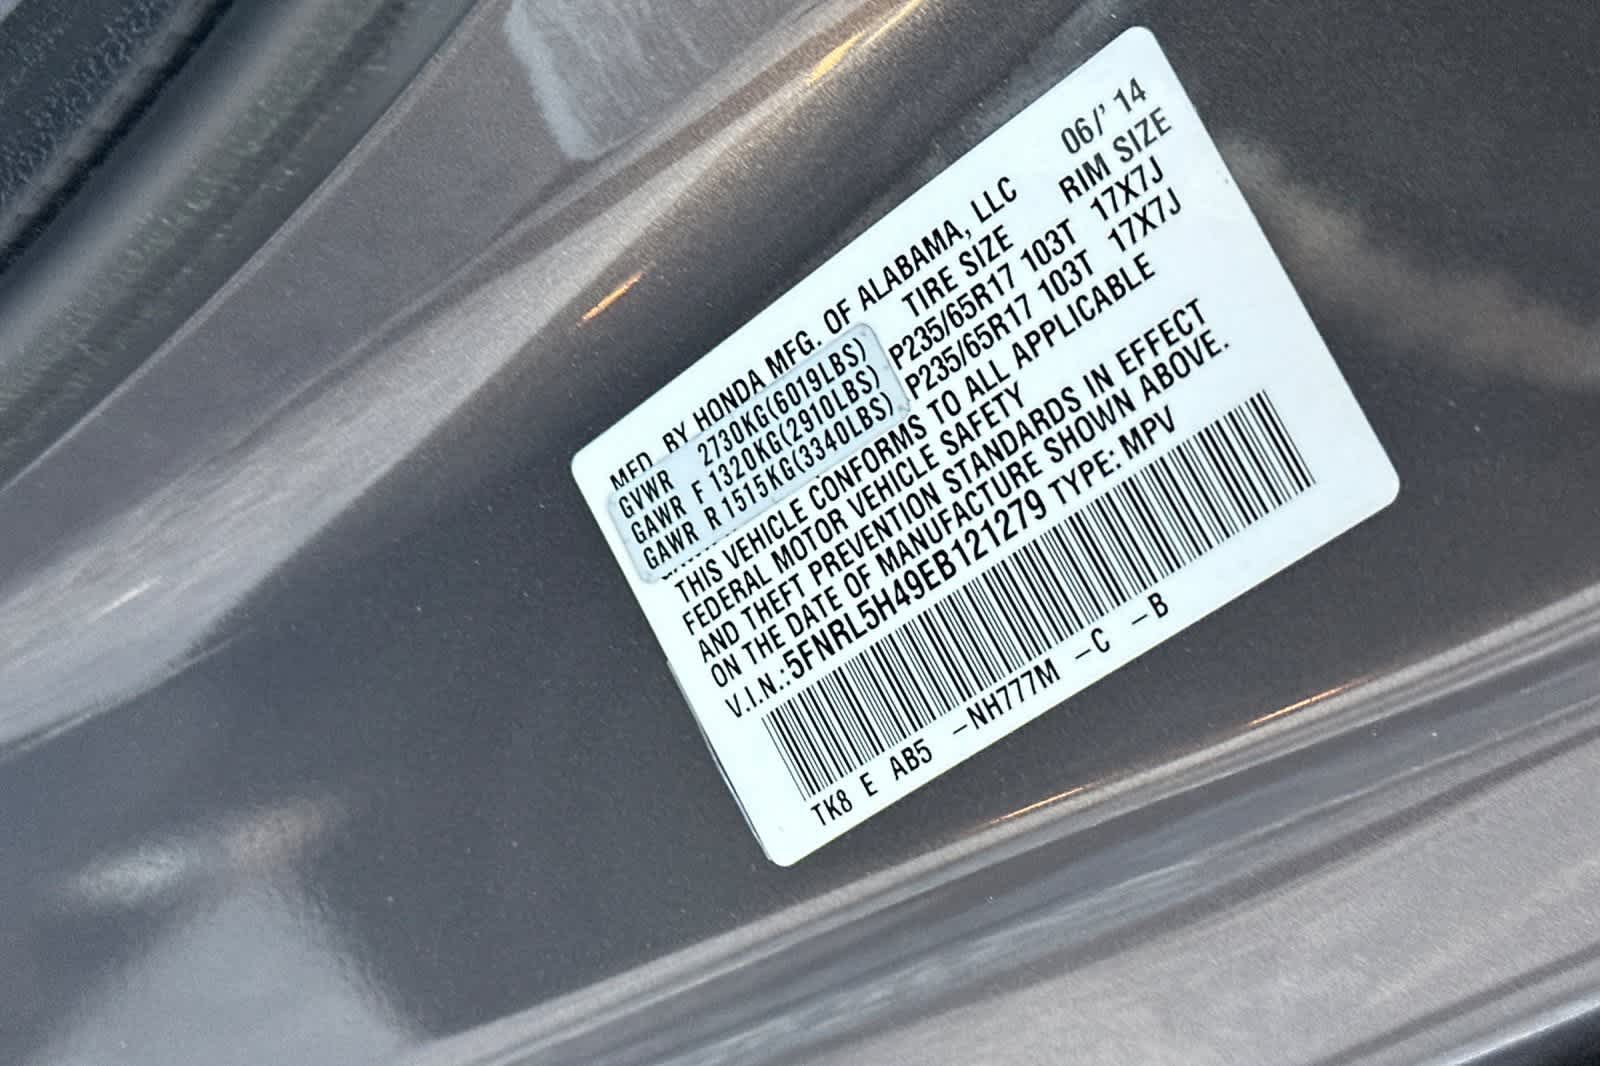 MFD. BY HONDA MFG. OF ALABAMA, LLC 06/' 14
TIRE SIZE RIM SIZE
GVWR 2730KG(6019LBS)
GAWR F 1320KG(2910LBS) P235/65R17 103T 17X7J
GAWR R 1515KG(3340LBS) P235/65R17 103T 17X7J
THIS VEHICLE CONFORMS TO ALL APPLICABLE
FEDERAL MOTOR VEHICLE SAFETY
AND THEFT PREVENTION STANDARDS IN EFFECT
ON THE DATE OF MANUFACTURE SHOWN ABOVE.
V.I.N.:5FNRL5H49EB121279 TYPE: MPV
TK8 E AB5 -NH777M -C -B